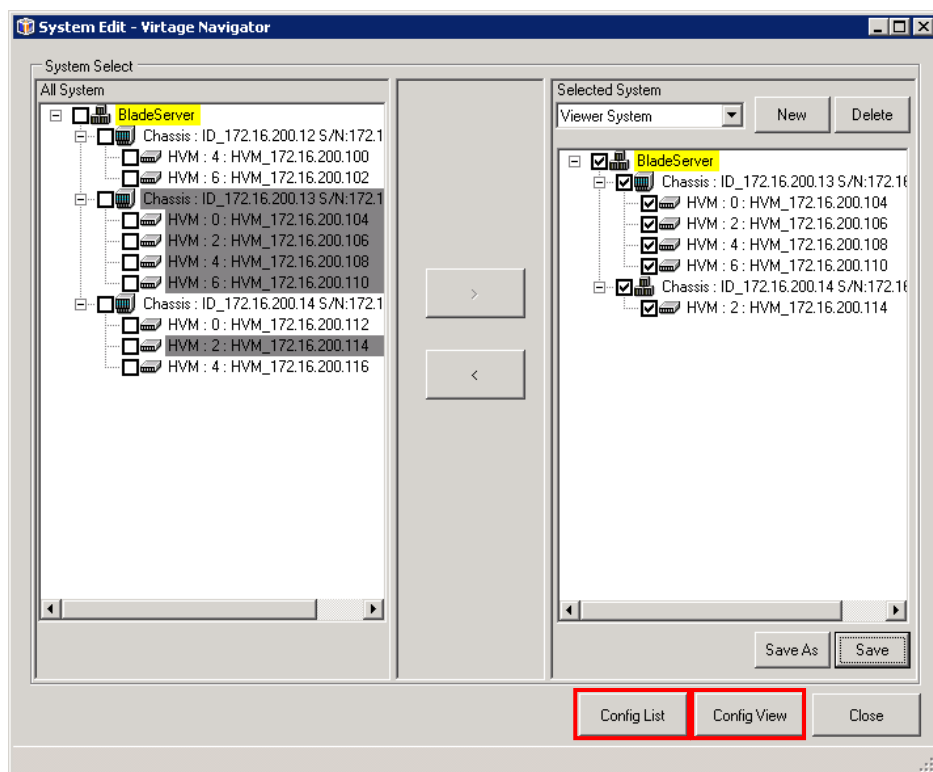 System Edit - Virtage Navigator
System Select
All System
BladeServer
Chassis : ID_172.16.200.12 S/N:172.1
HVM : 4 : HVM_172.16.200.100
HVM : 6 : HVM_172.16.200.102
Chassis : ID_172.16.200.13 S/N:172.1
HVM : 0 : HVM_172.16.200.104
HVM : 2 : HVM_172.16.200.106
HVM : 4 : HVM_172.16.200.108
HVM : 6 : HVM_172.16.200.110
Chassis : ID_172.16.200.14 S/N:172.1
HVM : 0 : HVM_172.16.200.112
HVM : 2 : HVM_172.16.200.114
HVM : 4 : HVM_172.16.200.116
>
<
Selected System
Viewer System
New
Delete
BladeServer
Chassis : ID_172.16.200.13 S/N:172.16
HVM : 0 : HVM_172.16.200.104
HVM : 2 : HVM_172.16.200.106
HVM : 4 : HVM_172.16.200.108
HVM : 6 : HVM_172.16.200.110
Chassis : ID_172.16.200.14 S/N:172.16
HVM : 2 : HVM_172.16.200.114
Save As
Save
Config List
Config View
Close